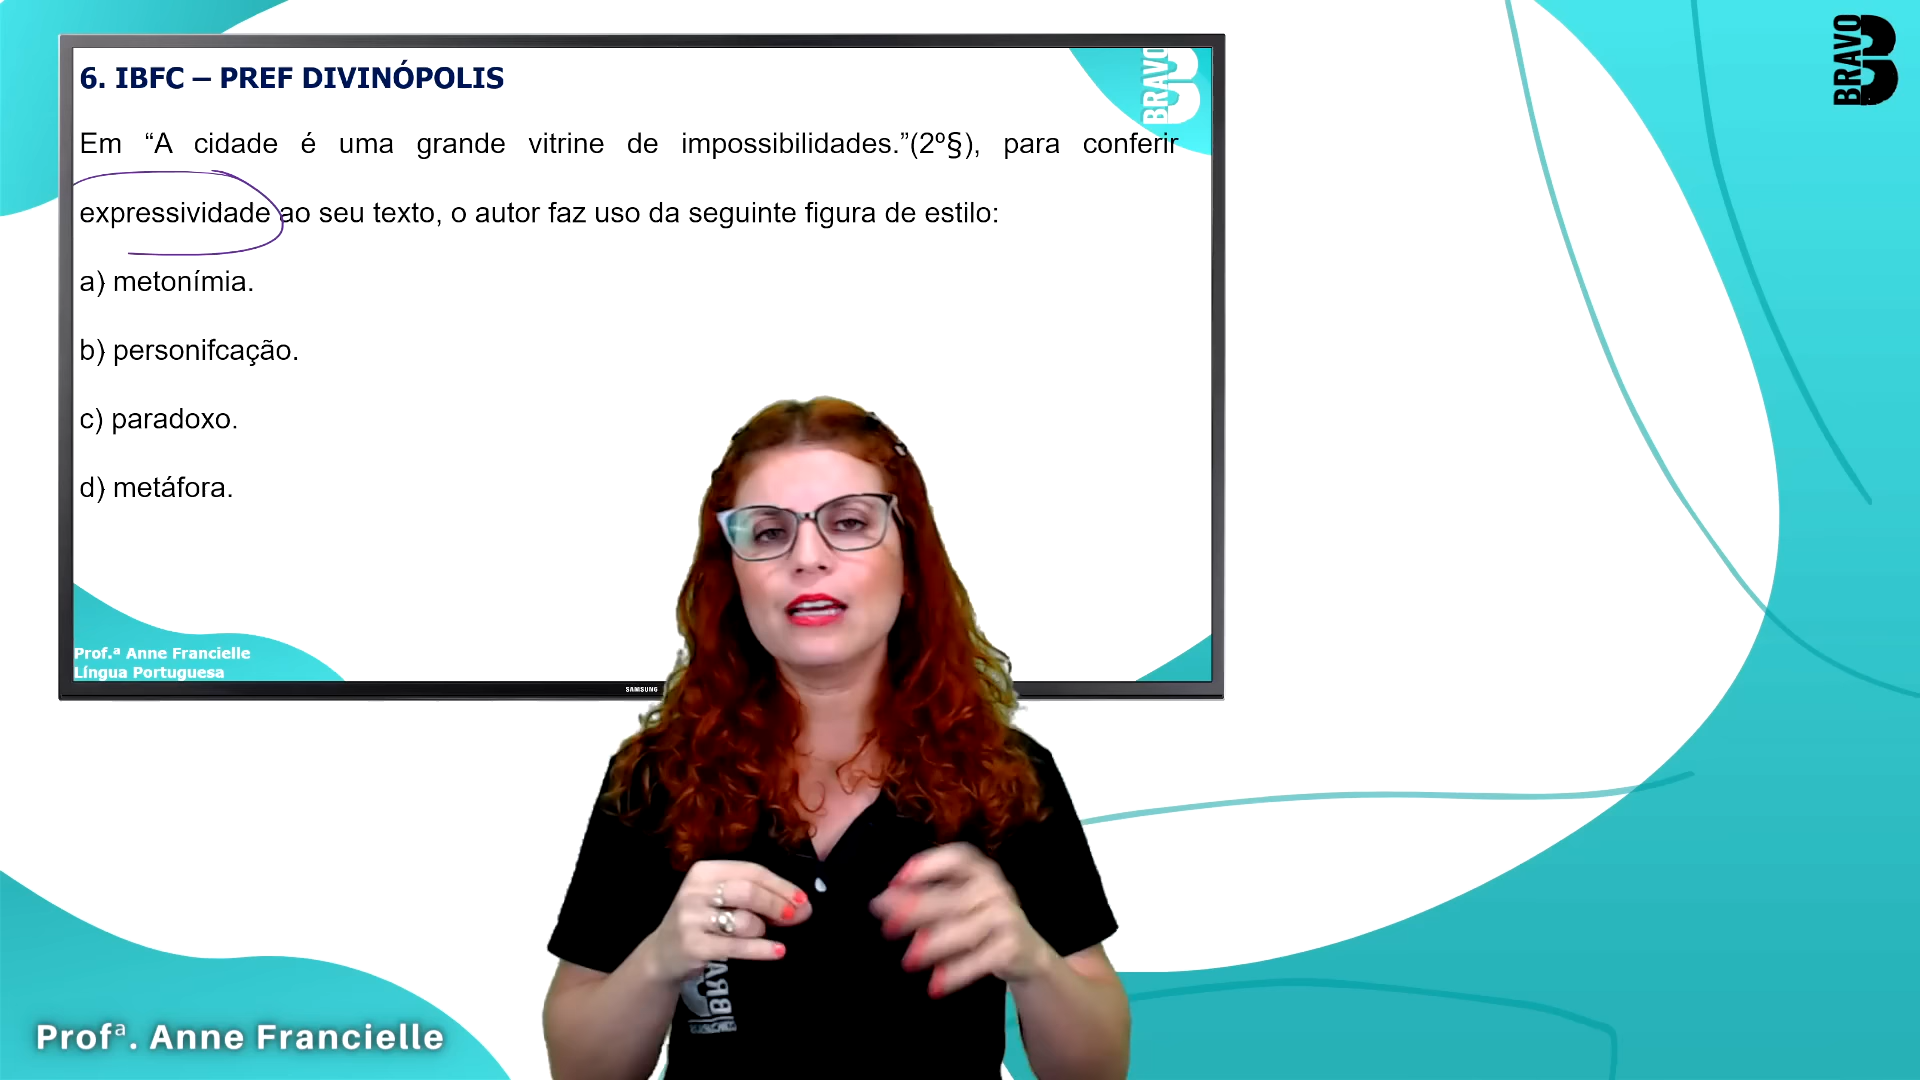 BRAVO
6. IBFC – PREF DIVINÓPOLIS
BRAVO
Em “A cidade é uma grande vitrine de impossibilidades.”(2º§), para conferir
expressividade ao seu texto, o autor faz uso da seguinte figura de estilo:
a) metonímia.
b) personifcação.
c) paradoxo.
d) metáfora.
Prof.ª Anne Francielle
Língua Portuguesa
SAMSUNG
BRAVO
Profª. Anne Francielle